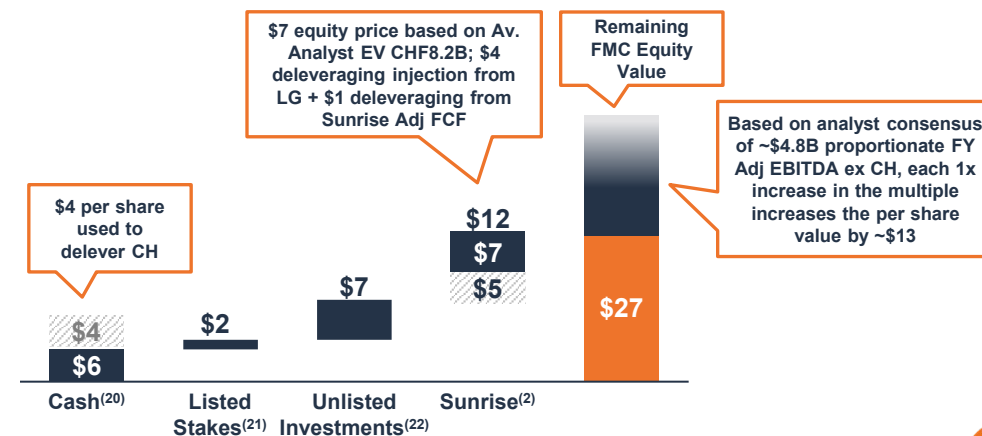 $7 equity price based on Av.
Analyst EV CHF8.2B; $4
deleveraging injection from
LG + $1 deleveraging from
Sunrise Adj FCF
Remaining
FMC Equity
Value
Based on analyst consensus
of ~$4.8B proportionate FY
Adj EBITDA ex CH, each 1x
increase in the multiple
increases the per share
value by ~$13
$4 per share
used to
delever CH
$4
$6
$2
$7
$12
$7
$5
$27
Cash(20)
Listed
Stakes(21)
Unlisted
Investments(22)
Sunrise(2)